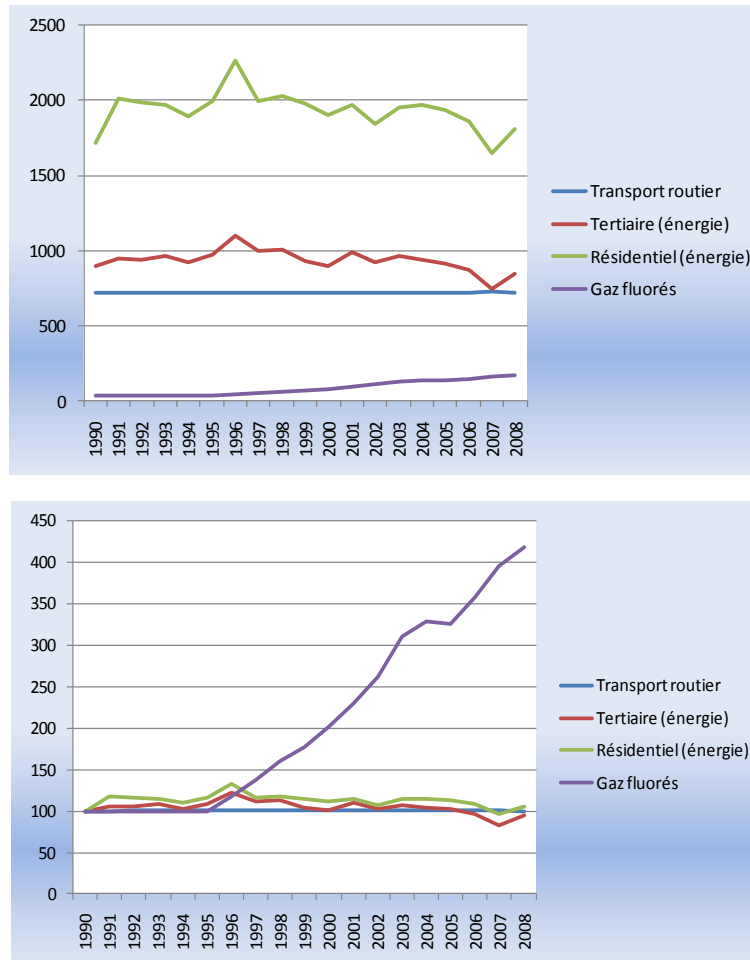 2500
2000
1500
1000
500
0
1990 1991 1992 1993 1994 1995 1996 1997 1998 1999 2000 2001 2002 2003 2004 2005 2006 2007 2008
Transport routier
Tertiaire (énergie)
Résidentiel (énergie)
Gaz fluorés
450
400
350
300
250
200
150
100
50
0
1990 1991 1992 1993 1994 1995 1996 1997 1998 1999 2000 2001 2002 2003 2004 2005 2006 2007 2008
Transport routier
Tertiaire (énergie)
Résidentiel (énergie)
Gaz fluorés